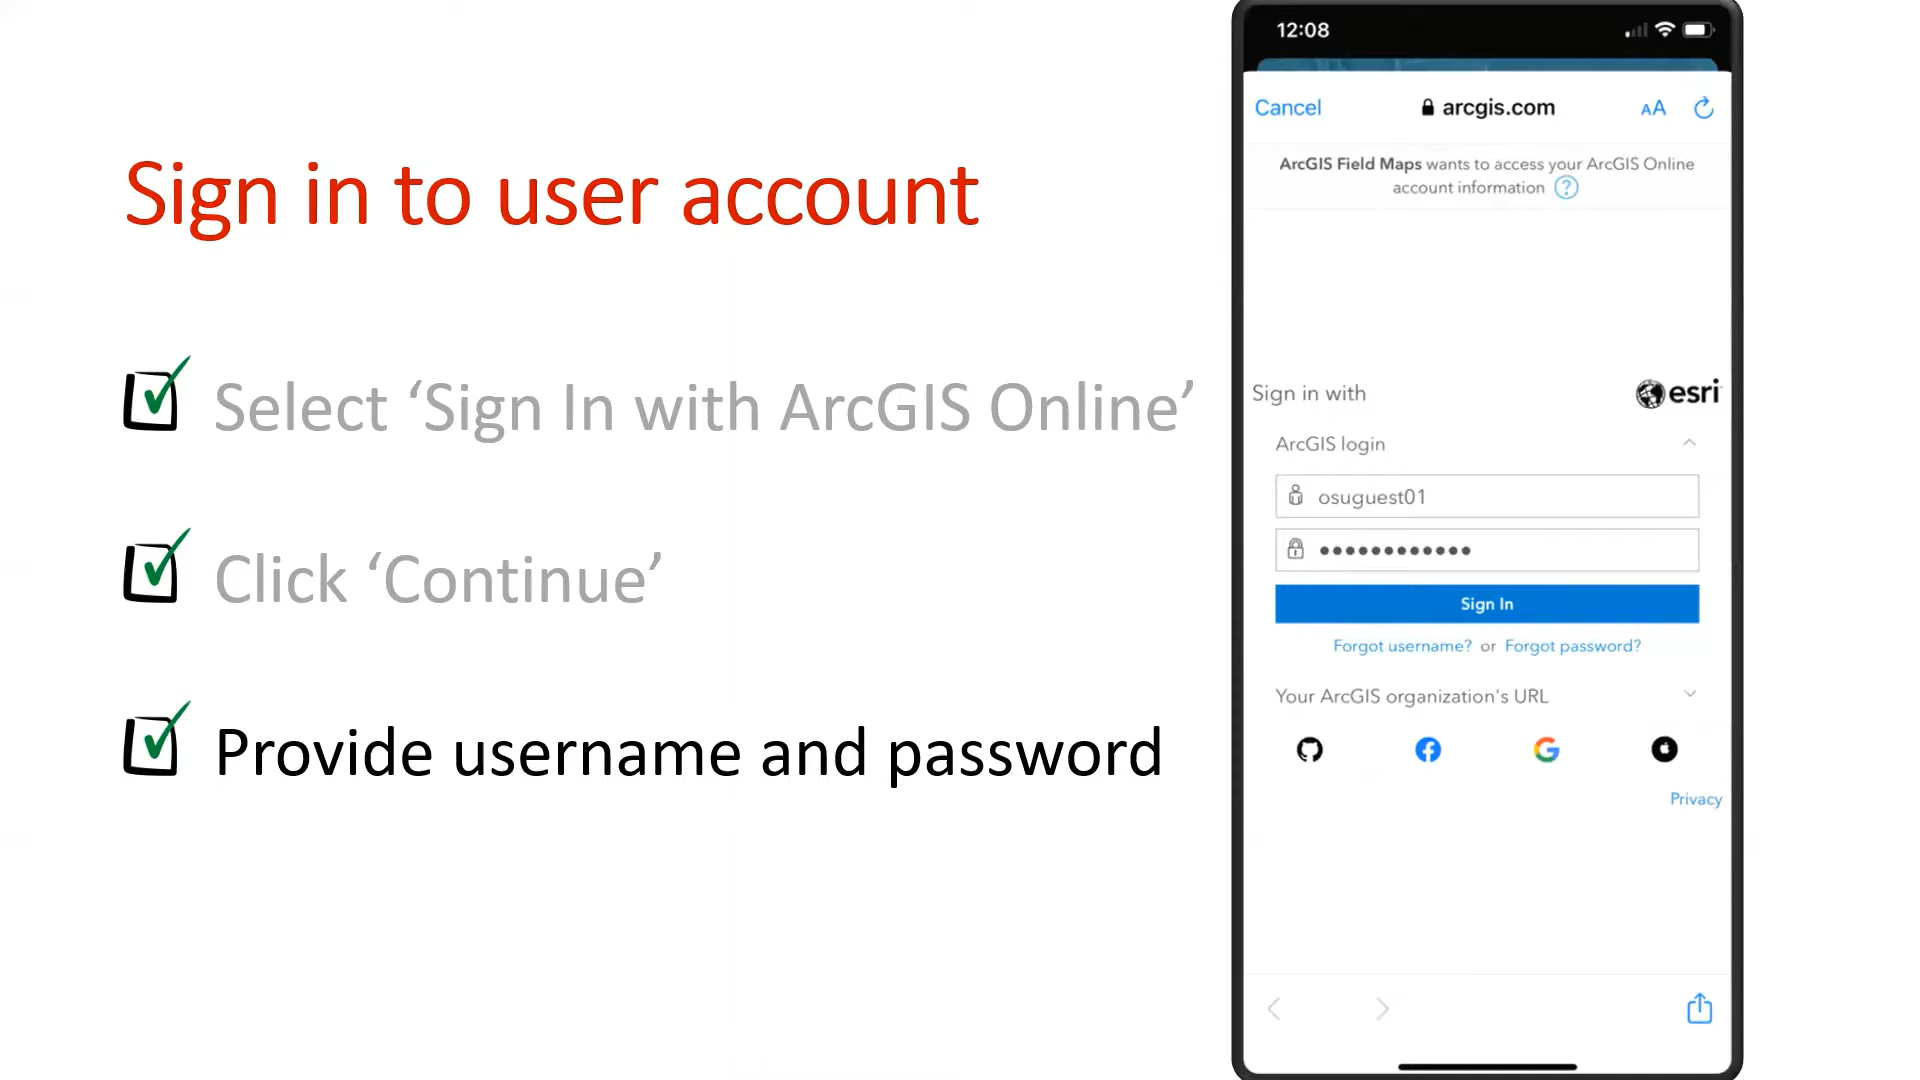 Sign in to user account
Select ‘Sign In with ArcGIS Online’
Click ‘Continue’
Provide username and password
12:08
Cancel
arcgis.com
AA
ArcGIS Field Maps wants to access your ArcGIS Online
account information ?
Sign in with
esri
ArcGIS login
osuguest01
••••••••••••
Sign In
Forgot username? or Forgot password?
Your ArcGIS organization's URL
Privacy